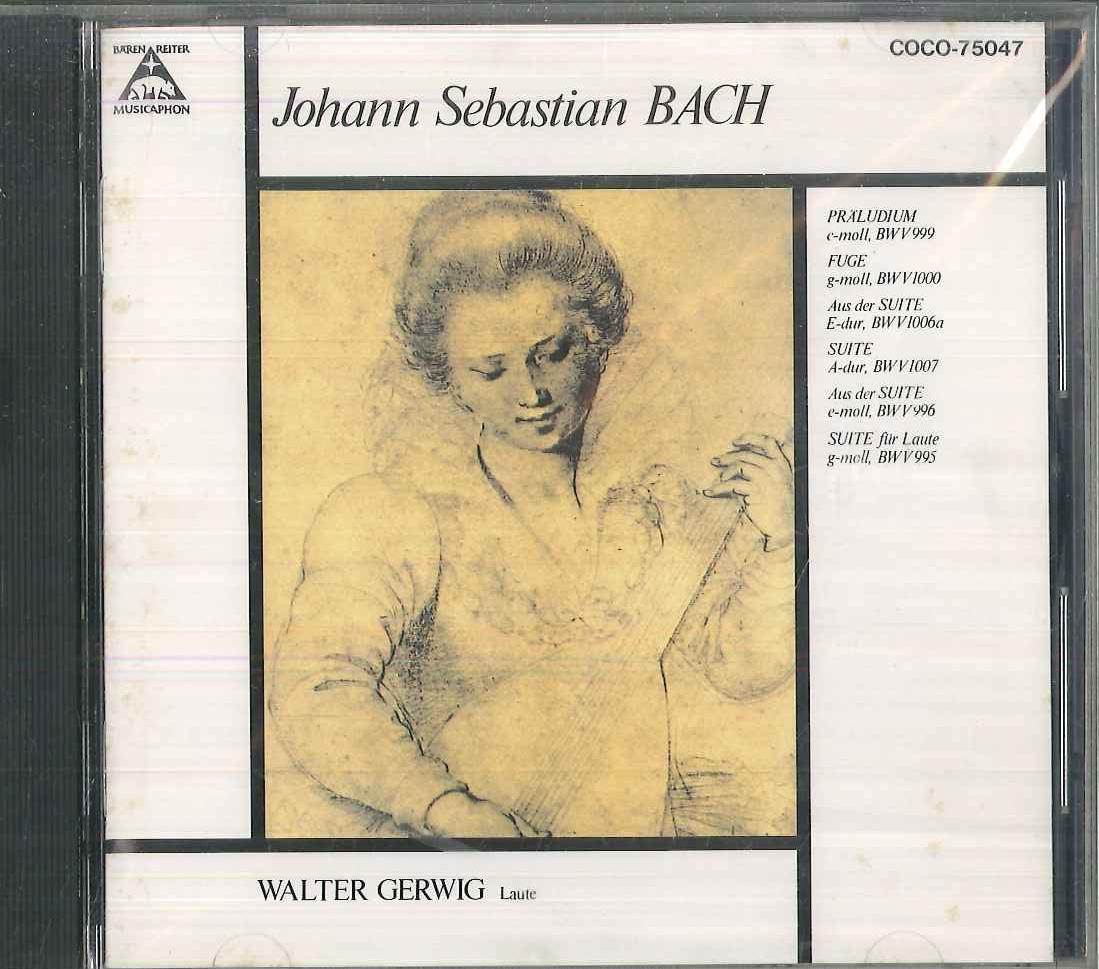 BÄRENREITER
MUSICAPHON
COCO-75047
Johann Sebastian BACH
PRÄLUDIUM
c-moll, BWV999
FUGE
g-moll, BWV1000
Aus der SUITE
E-dur, BWV1006a
SUITE
A-dur, BWV1007
Aus der SUITE
e-moll, BWV996
SUITE für Laute
g-moll, BWV995
WALTER GERWIG Laute